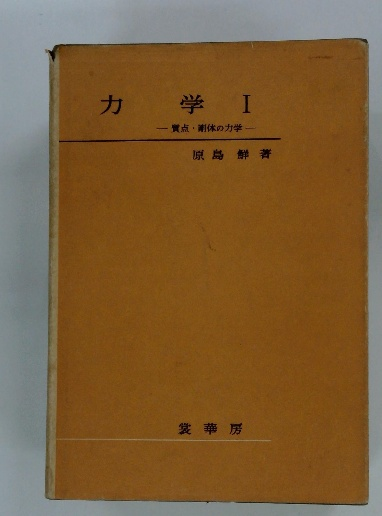 力 学 I
― 質点・剛体の力学 ―
原島 鮮 著
裳華房